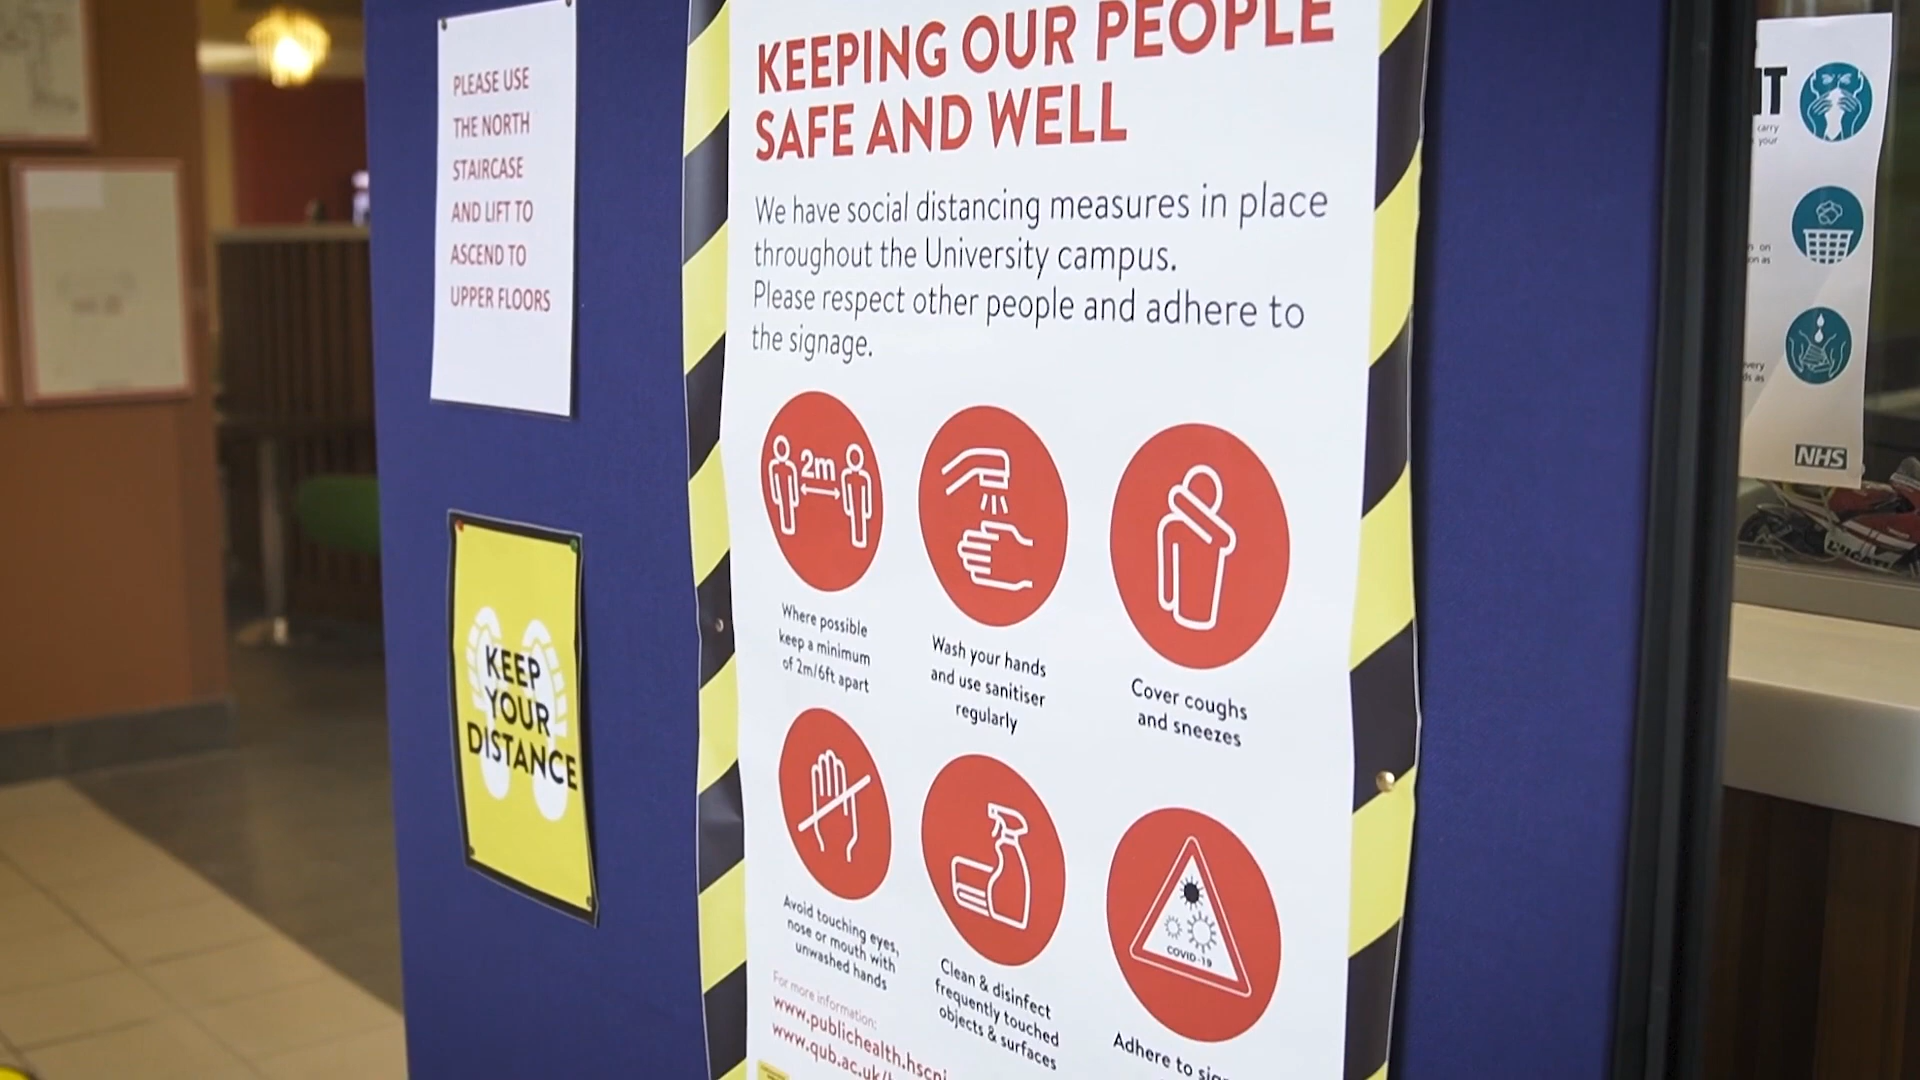 PLEASE USE
THE NORTH
STAIRCASE
AND LIFT TO
ASCEND TO
UPPER FLOORS
KEEP
YOUR
DISTANCE
KEEPING OUR PEOPLE
SAFE AND WELL
We have social distancing measures in place
throughout the University campus.
Please respect other people and adhere to
the signage.
2m
Where possible
keep a minimum
of 2m/6ft apart
Wash your hands
and use sanitiser
regularly
Cover coughs
and sneezes
Avoid touching eyes,
nose or mouth with
unwashed hands
Clean & disinfect
frequently touched
objects & surfaces
COVID-19
Adhere to
For more information:
www.publichealth.hscni
www.qub.ac.uk/
carry
your
NHS